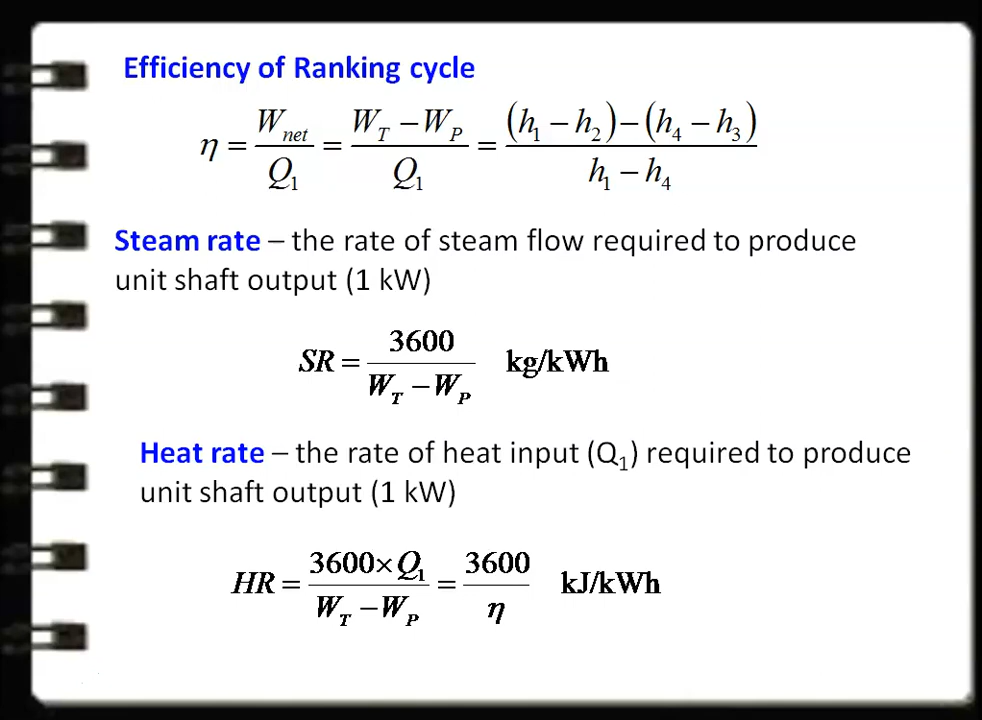 Efficiency of Ranking cycle
η = W_net / Q_1 = (W_T − W_P) / Q_1 = ((h_1 − h_2) − (h_4 − h_3)) / (h_1 − h_4)
Steam rate – the rate of steam flow required to produce
unit shaft output (1 kW)
SR = 3600 / (W_T − W_P) kg/kWh
Heat rate – the rate of heat input (Q_1) required to produce
unit shaft output (1 kW)
HR = (3600 × Q_1) / (W_T − W_P) = 3600 / η kJ/kWh